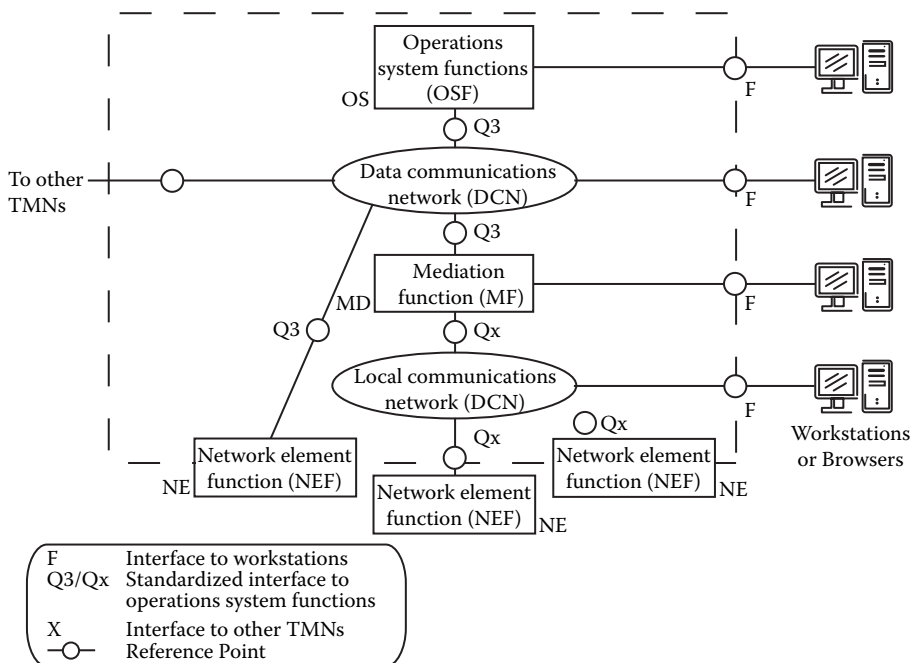 Operations
system functions
(OSF)
OS
F
Q3
To other
TMNs
Data communications
network (DCN)
F
Q3
Mediation
function (MF)
MD
F
Q3
Qx
Local communications
network (DCN)
F
Qx
Qx
Workstations
or Browsers
Network element
function (NEF)
NE
Network element
function (NEF)
NE
Network element
function (NEF)
NE
F Interface to workstations
Q3/Qx Standardized interface to
operations system functions
X Interface to other TMNs
Reference Point